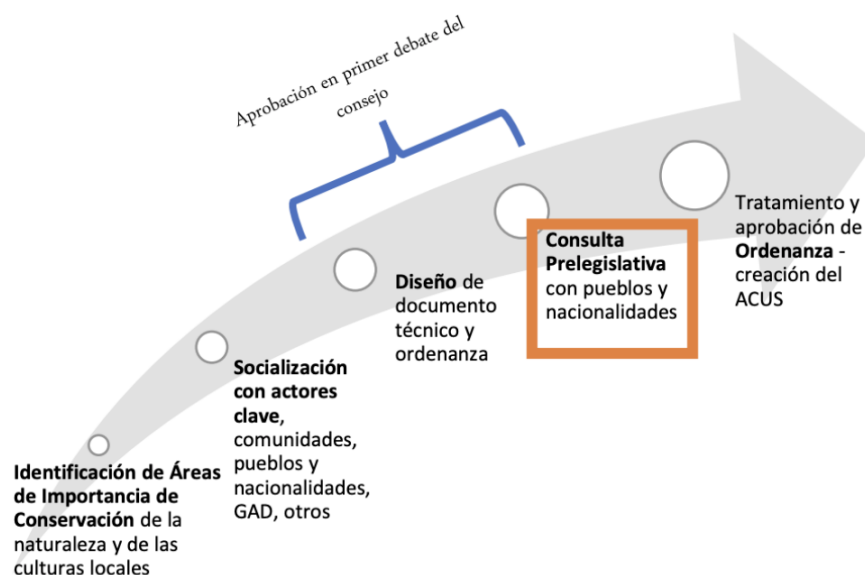 Aprobación en primer debate del
consejo
Identificación de Áreas
de Importancia de
Conservación de la
naturaleza y de las
culturas locales
Socialización
con actores
clave,
comunidades,
pueblos y
nacionalidades,
GAD, otros
Diseño de
documento
técnico y
ordenanza
Consulta
Prelegislativa
con pueblos y
nacionalidades
Tratamiento y
aprobación de
Ordenanza -
creación del
ACUS